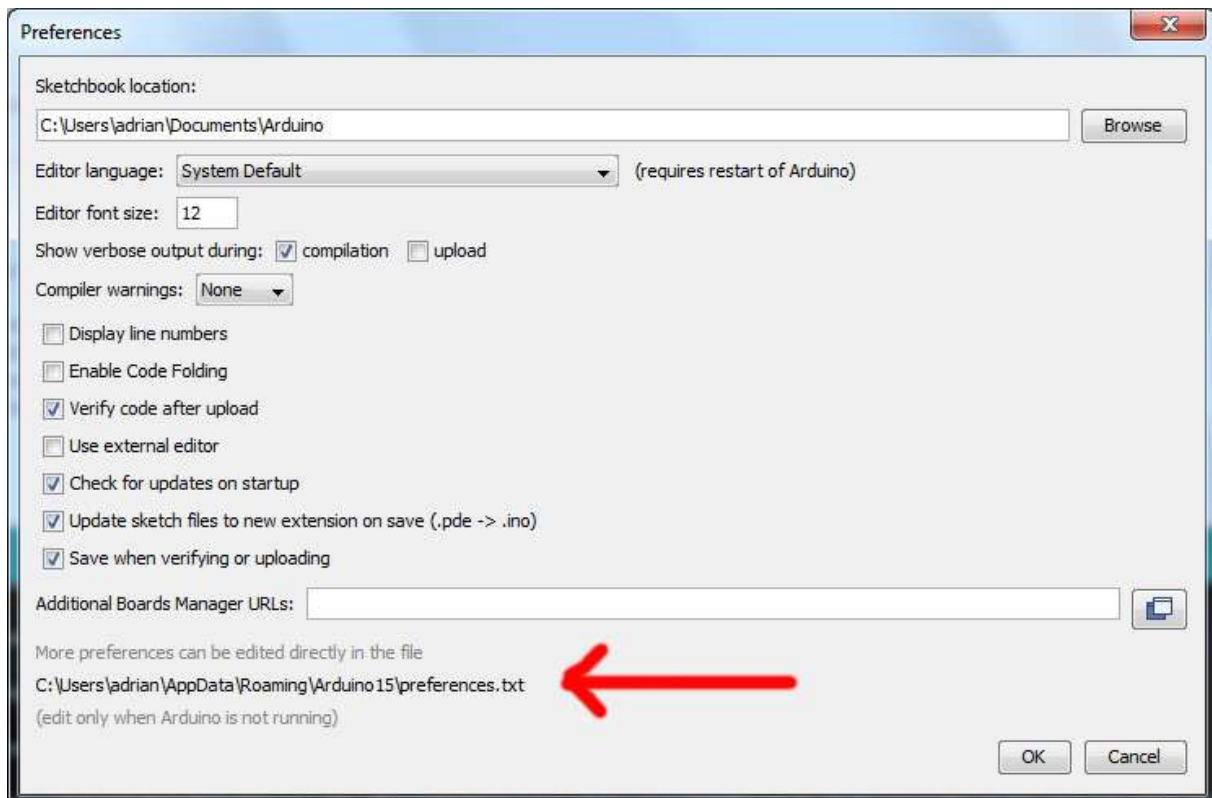 Preferences
Sketchbook location:
C:\Users\adrian\Documents\Arduino Browse
Editor language: System Default (requires restart of Arduino)
Editor font size: 12
Show verbose output during: compilation upload
Compiler warnings: None
Display line numbers
Enable Code Folding
Verify code after upload
Use external editor
Check for updates on startup
Update sketch files to new extension on save (.pde -> .ino)
Save when verifying or uploading
Additional Boards Manager URLs:
More preferences can be edited directly in the file
C:\Users\adrian\AppData\Roaming\Arduino15\preferences.txt
(edit only when Arduino is not running)
OK Cancel